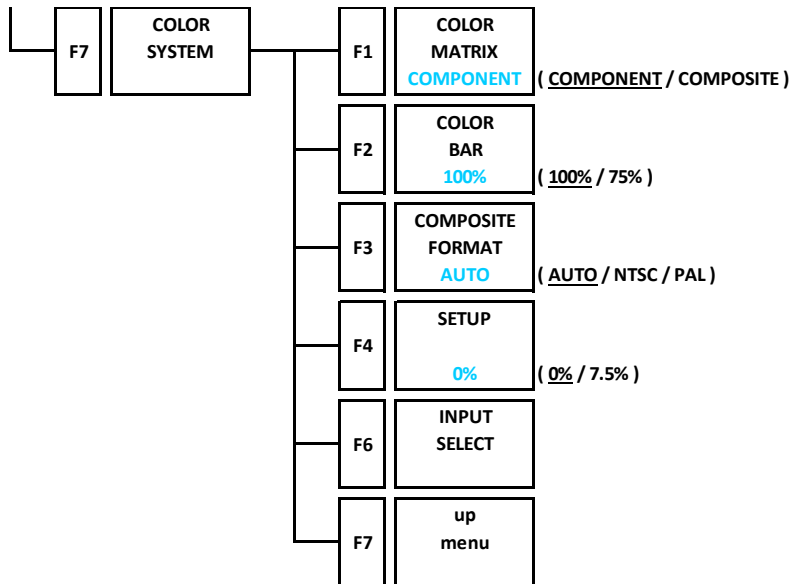 F7
COLOR
SYSTEM
F1
COLOR
MATRIX
COMPONENT
( COMPONENT / COMPOSITE )
F2
COLOR
BAR
100%
( 100% / 75% )
F3
COMPOSITE
FORMAT
AUTO
( AUTO / NTSC / PAL )
F4
SETUP
0%
( 0% / 7.5% )
F6
INPUT
SELECT
F7
up
menu